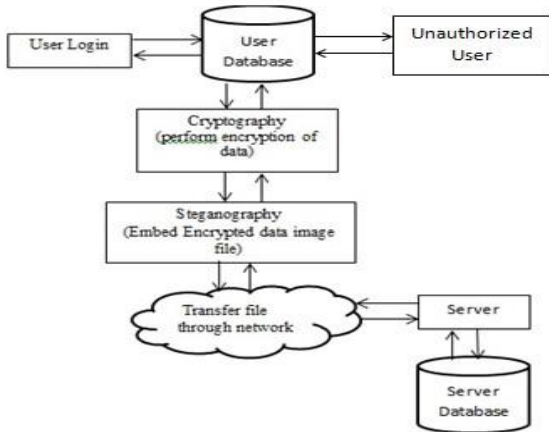 User Login
User
Database
Unauthorized
User
Cryptography
(perform encryption of
data)
Steganography
(Embed Encrypted data image
file)
Transfer file
through network
Server
Server
Database